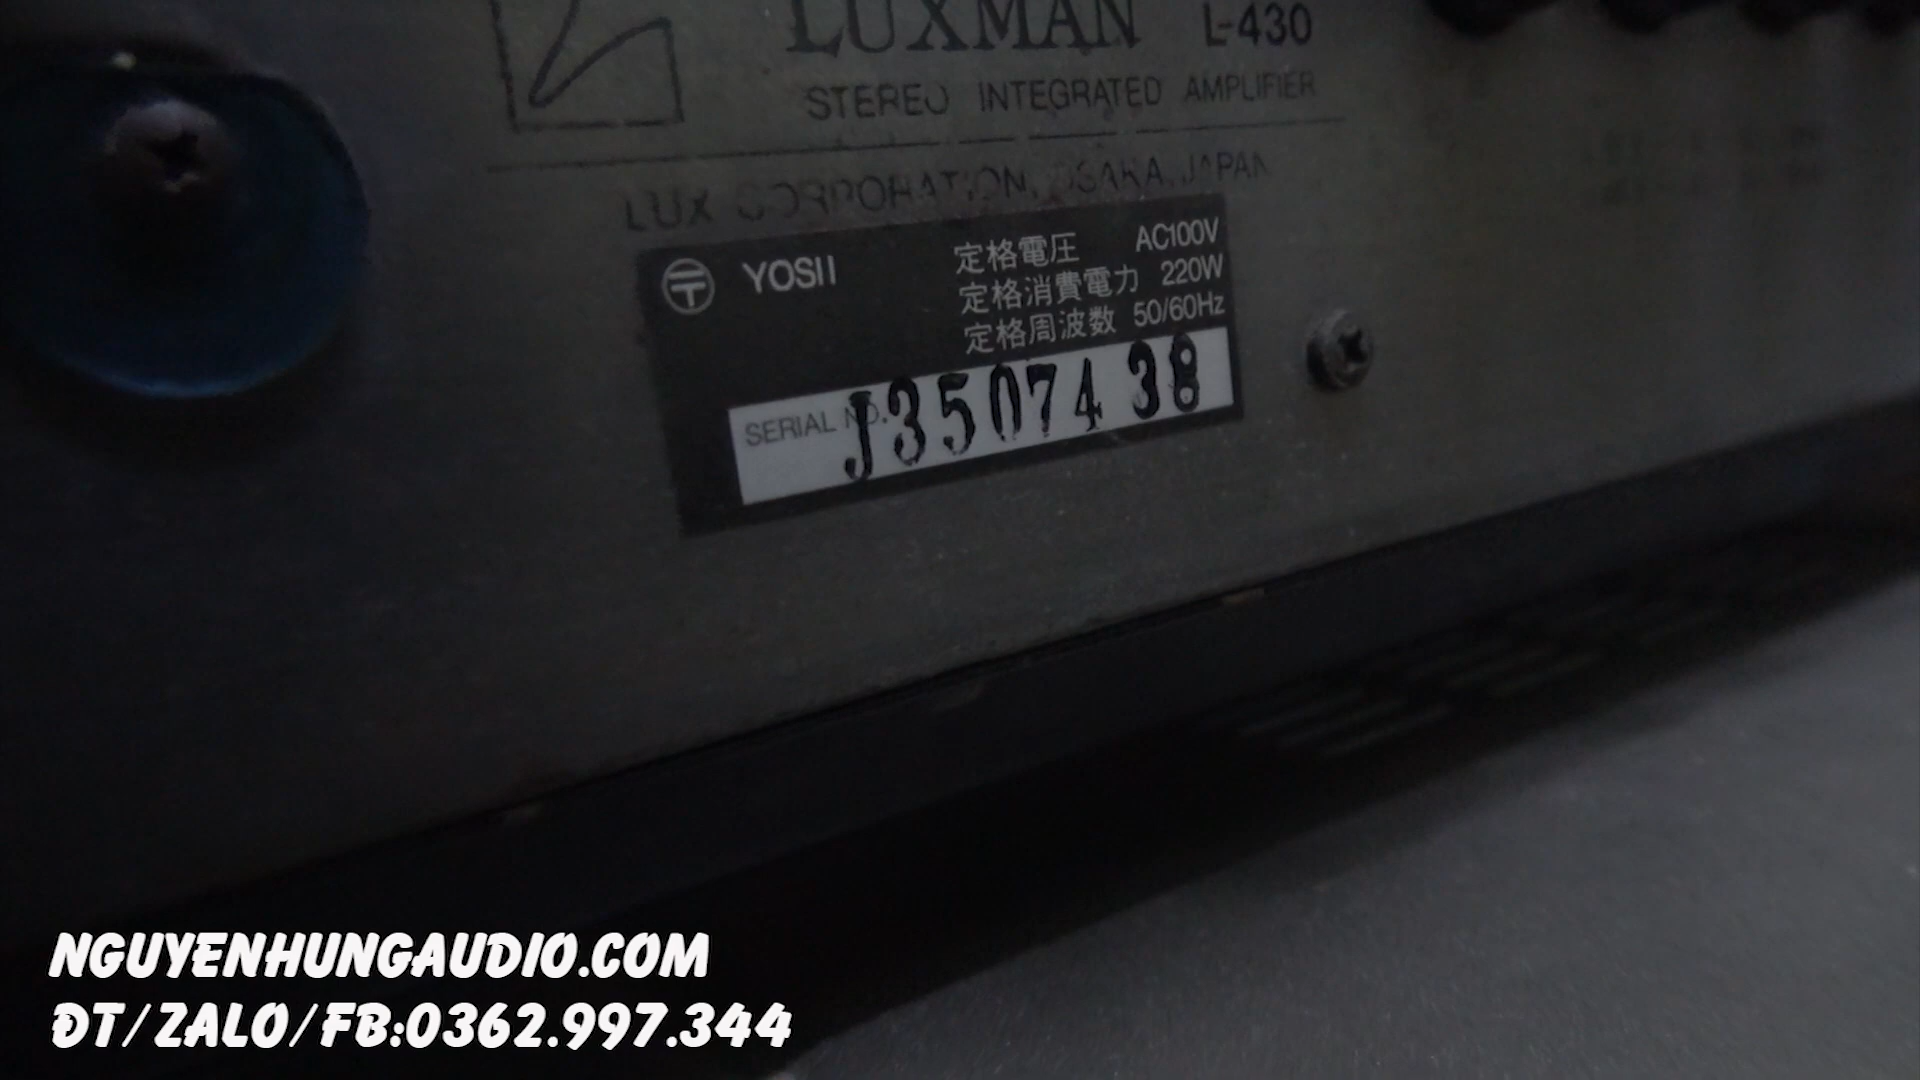 LUXMAN L-430
STEREO INTEGRATED AMPLIFIER
LUX CORPORATION, OSAKA, JAPAN
〒 YOSII 定格電圧 AC100V
定格消費電力 220W
定格周波数 50/60Hz
SERIAL NO. J3507438
NGUYENHUNGAUDIO.COM
ĐT/ZALO/FB:0362.997.344